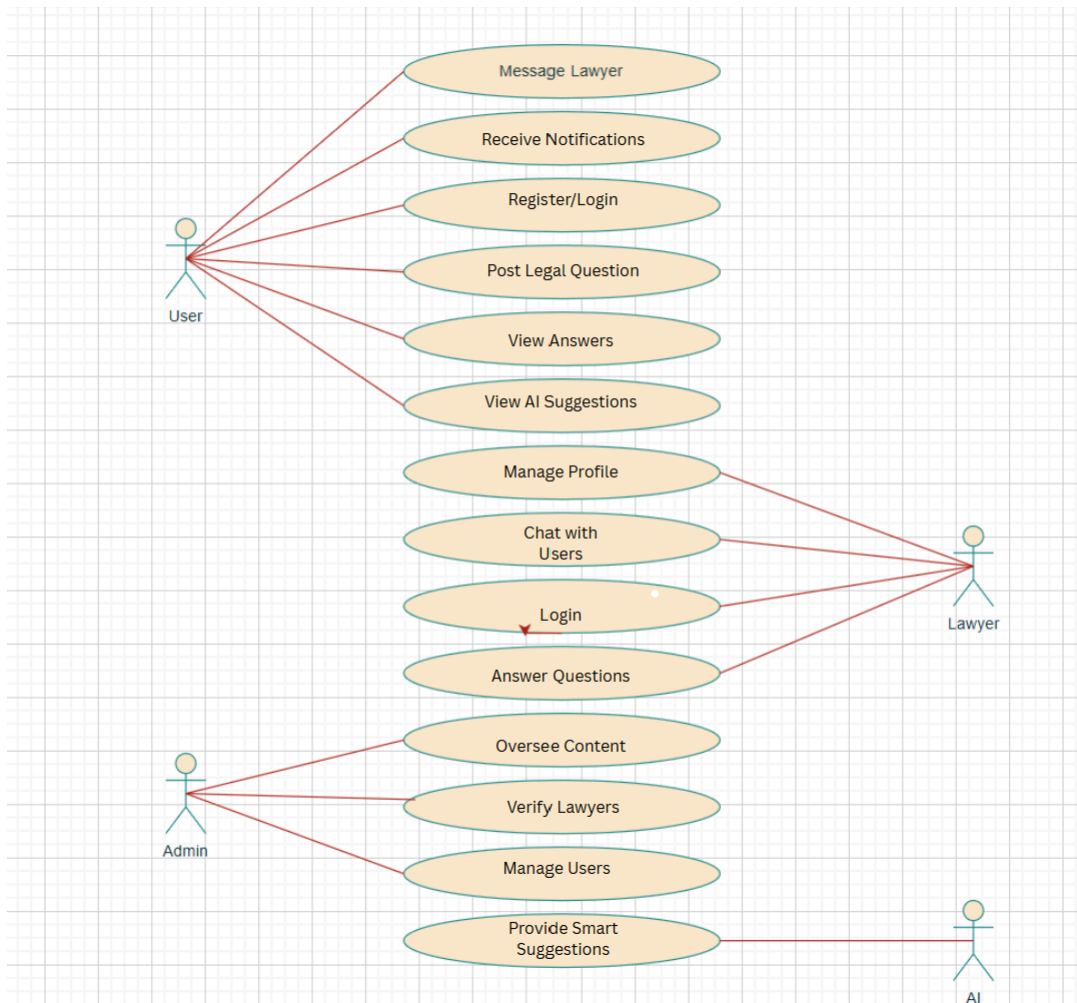 Message Lawyer
Receive Notifications
Register/Login
Post Legal Question
User
View Answers
View AI Suggestions
Manage Profile
Chat with
Users
Login
Lawyer
Answer Questions
Oversee Content
Verify Lawyers
Admin
Manage Users
Provide Smart
Suggestions
AI